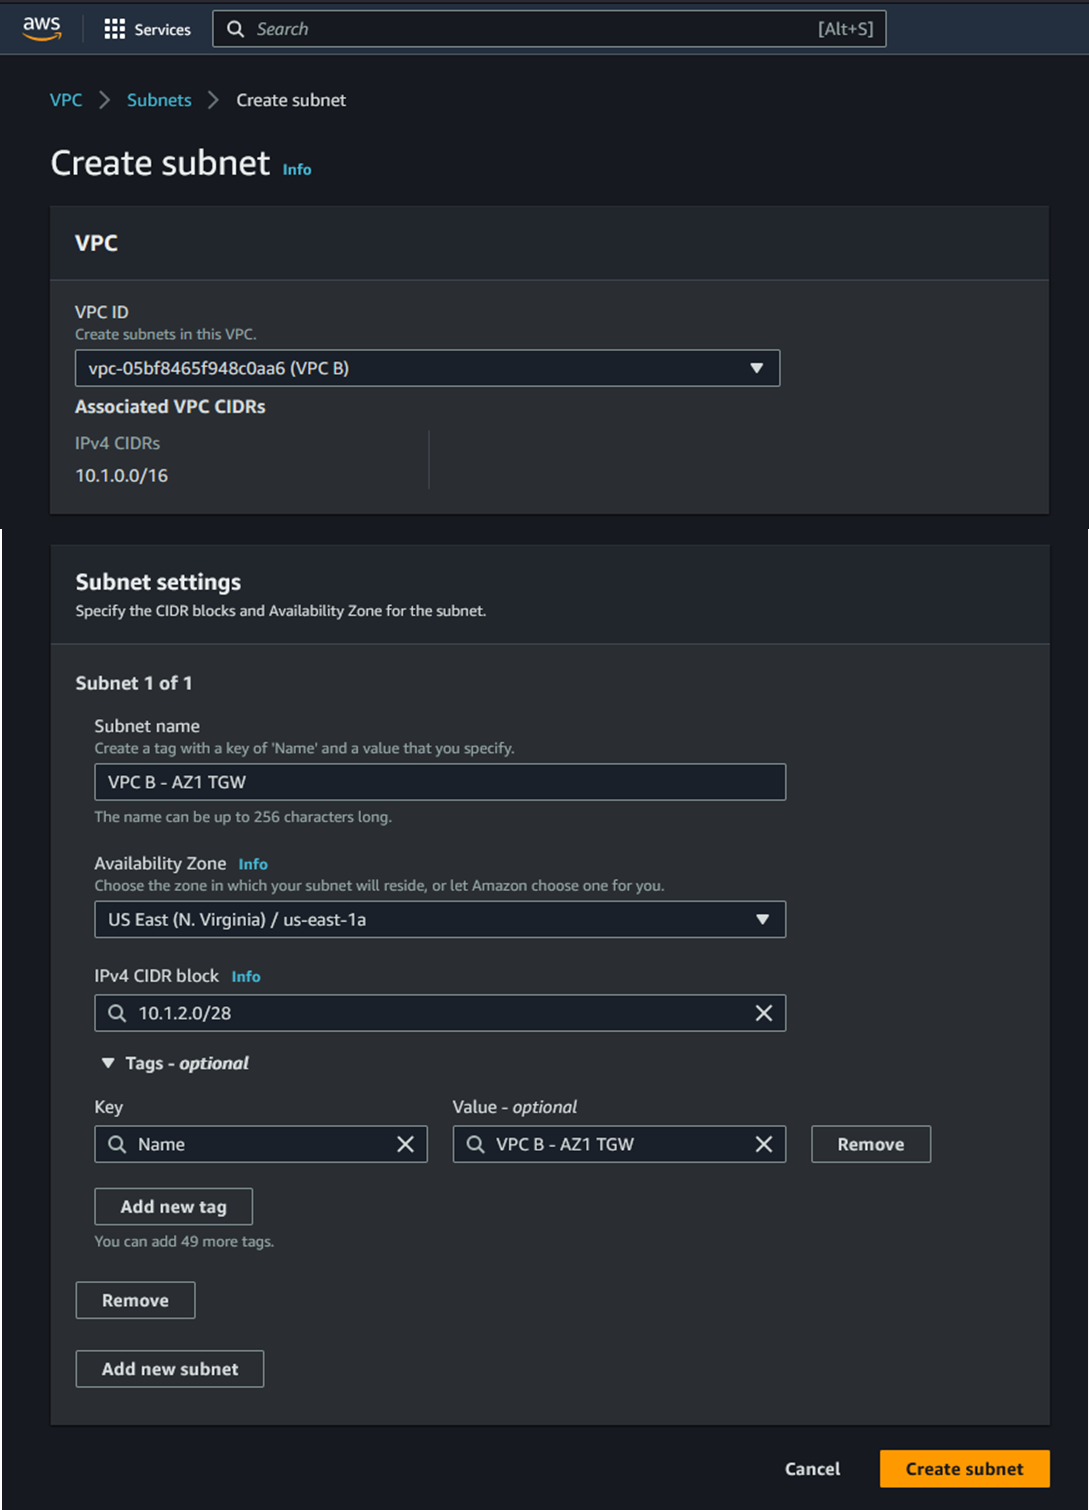 aws Services Search [Alt+S]
VPC Subnets Create subnet
Create subnet Info
VPC
VPC ID
Create subnets in this VPC.
vpc-05bf8465f948c0aa6 (VPC B)
Associated VPC CIDRs
IPv4 CIDRs
10.1.0.0/16
Subnet settings
Specify the CIDR blocks and Availability Zone for the subnet.
Subnet 1 of 1
Subnet name
Create a tag with a key of 'Name' and a value that you specify.
VPC B - AZ1 TGW
The name can be up to 256 characters long.
Availability Zone Info
Choose the zone in which your subnet will reside, or let Amazon choose one for you.
US East (N. Virginia) / us-east-1a
IPv4 CIDR block Info
10.1.2.0/28
Tags - optional
Key Value - optional
Name VPC B - AZ1 TGW Remove
Add new tag
You can add 49 more tags.
Remove
Add new subnet
Cancel Create subnet